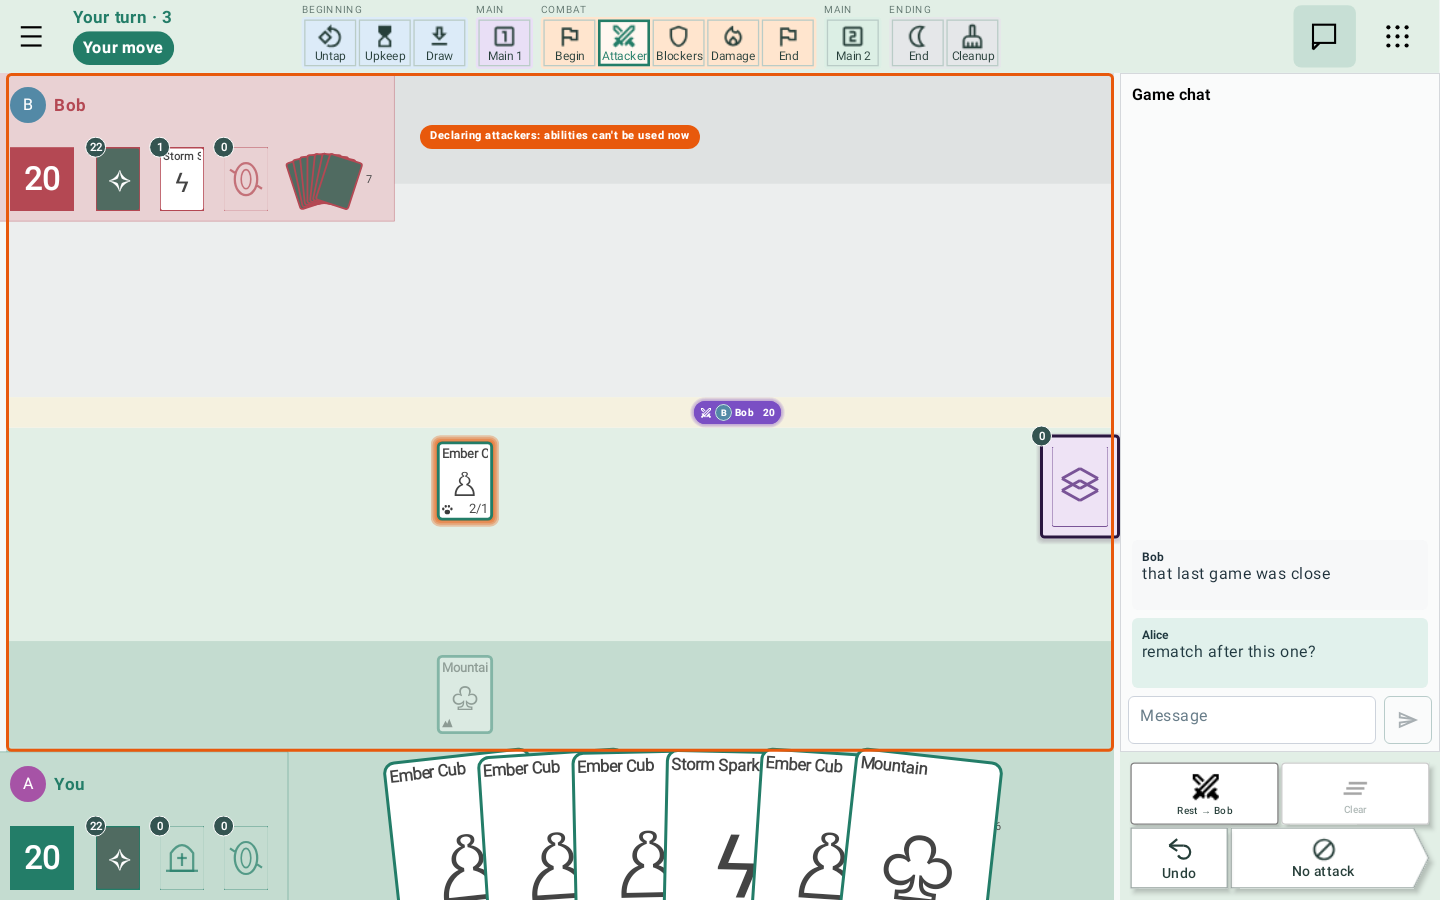 Your turn · 3
Your move
BEGINNING
MAIN
COMBAT
MAIN
ENDING
Untap
Upkeep
Draw
Main 1
Begin
Attacker
Blockers
Damage
End
Main 2
End
Cleanup
B
Bob
20
22
1
Storm S
0
7
Declaring attackers: abilities can't be used now
B Bob 20
Ember C
2/1
0
Mountai
A
You
20
22
0
0
Ember Cub
Ember Cub
Ember Cub
Storm Spark
Ember Cub
Mountain
6
Game chat
Bob
that last game was close
Alice
rematch after this one?
Message
Rest → Bob
Clear
Undo
No attack